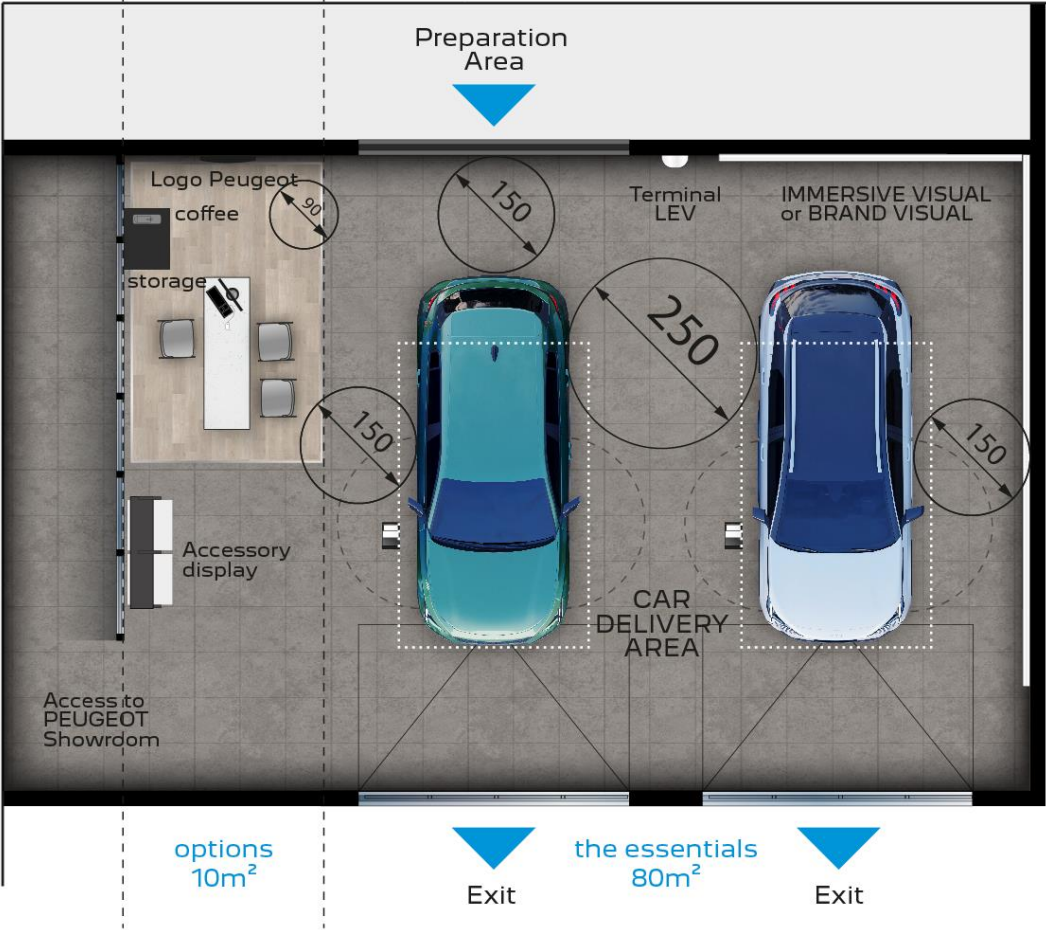 Preparation
Area
Logo Peugeot
coffee
90
storage
150
Terminal
LEV
IMMERSIVE VISUAL
or BRAND VISUAL
250
150
150
Accessory
display
CAR
DELIVERY
AREA
Access to
PEUGEOT
Showroom
options
10m²
the essentials
80m²
Exit
Exit